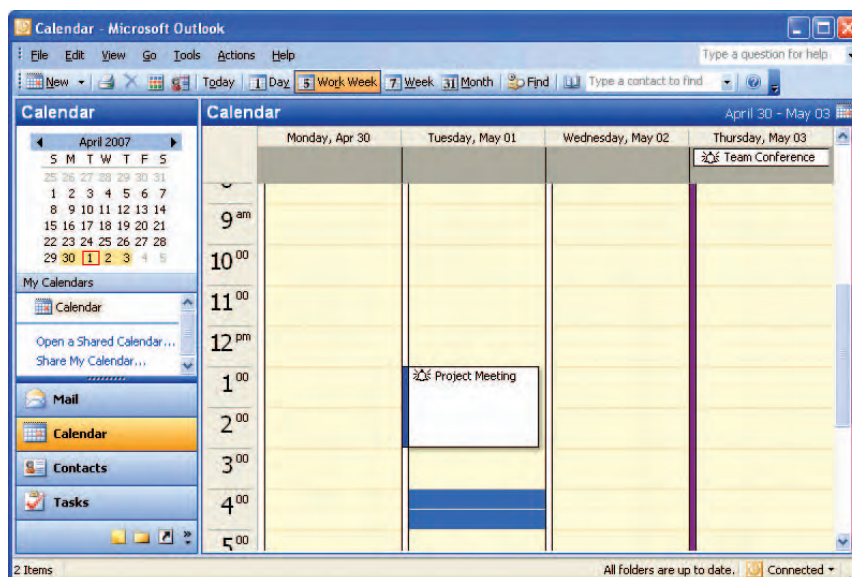 Calendar - Microsoft Outlook
File Edit View Go Tools Actions Help Type a question for help
New Today 1 Day 5 Work Week 7 Week 31 Month Find Type a contact to find
Calendar
April 2007
S M T W T F S
25 26 27 28 29 30 31
1 2 3 4 5 6 7
8 9 10 11 12 13 14
15 16 17 18 19 20 21
22 23 24 25 26 27 28
29 30 1 2 3 4 5
My Calendars
Calendar
Open a Shared Calendar...
Share My Calendar...
Mail
Calendar
Contacts
Tasks
Calendar April 30 - May 03
Monday, Apr 30 Tuesday, May 01 Wednesday, May 02 Thursday, May 03
Team Conference
9 am
10 00
11 00
12 pm
1 00 Project Meeting
2 00
3 00
4 00
5 00
2 Items All folders are up to date. Connected